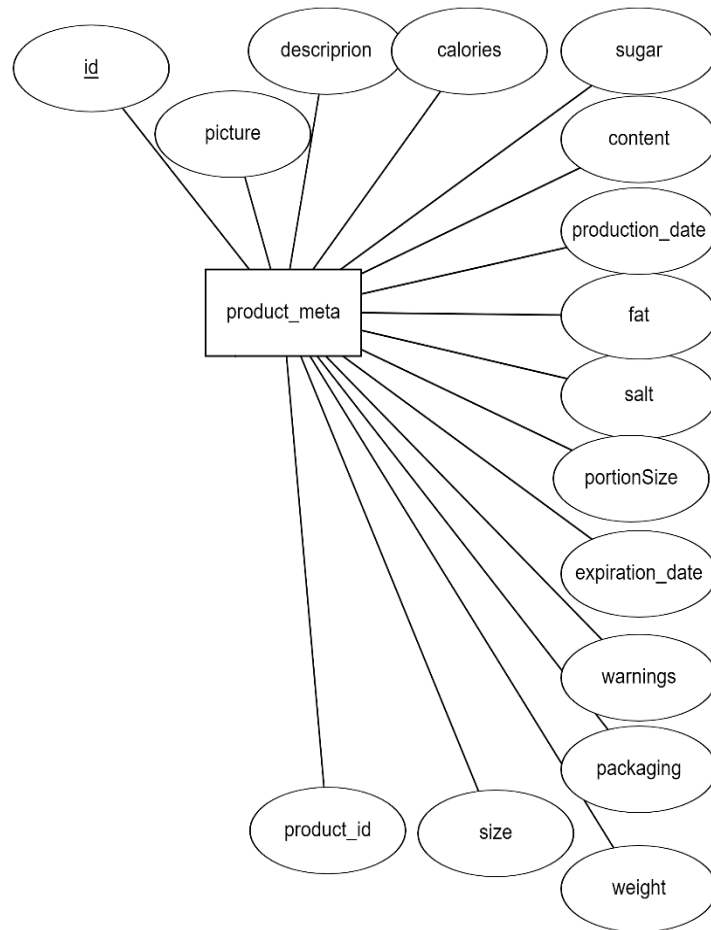 descriprion
calories
sugar
id
picture
content
production_date
product_meta
fat
salt
portionSize
expiration_date
warnings
packaging
product_id
size
weight